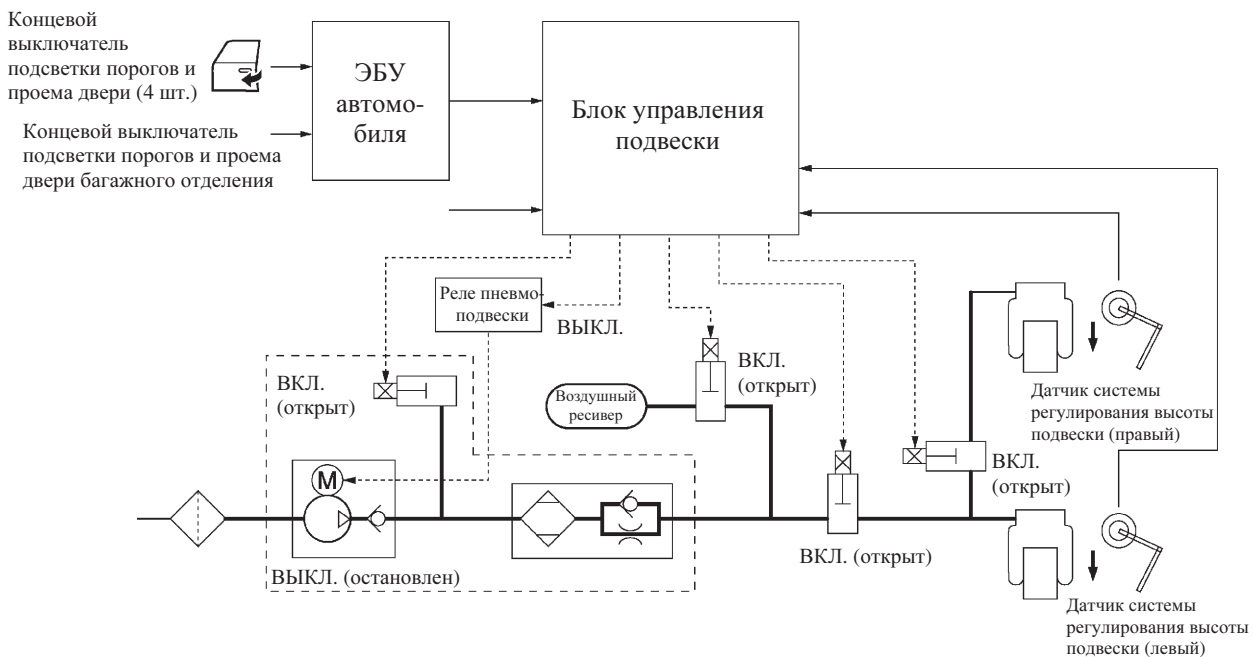 Концевой
выключатель
подсветки порогов и
проема двери (4 шт.)
Концевой выключатель
подсветки порогов и проема
двери багажного отделения
ЭБУ
автомо-
биля
Блок управления
подвески
Реле пневмо-
подвески
ВЫКЛ.
ВКЛ.
(открыт)
Воздушный
ресивер
ВКЛ.
(открыт)
Датчик системы
регулирования высоты
подвески (правый)
ВКЛ.
(открыт)
M
ВЫКЛ. (остановлен)
ВКЛ. (открыт)
Датчик системы
регулирования высоты
подвески (левый)